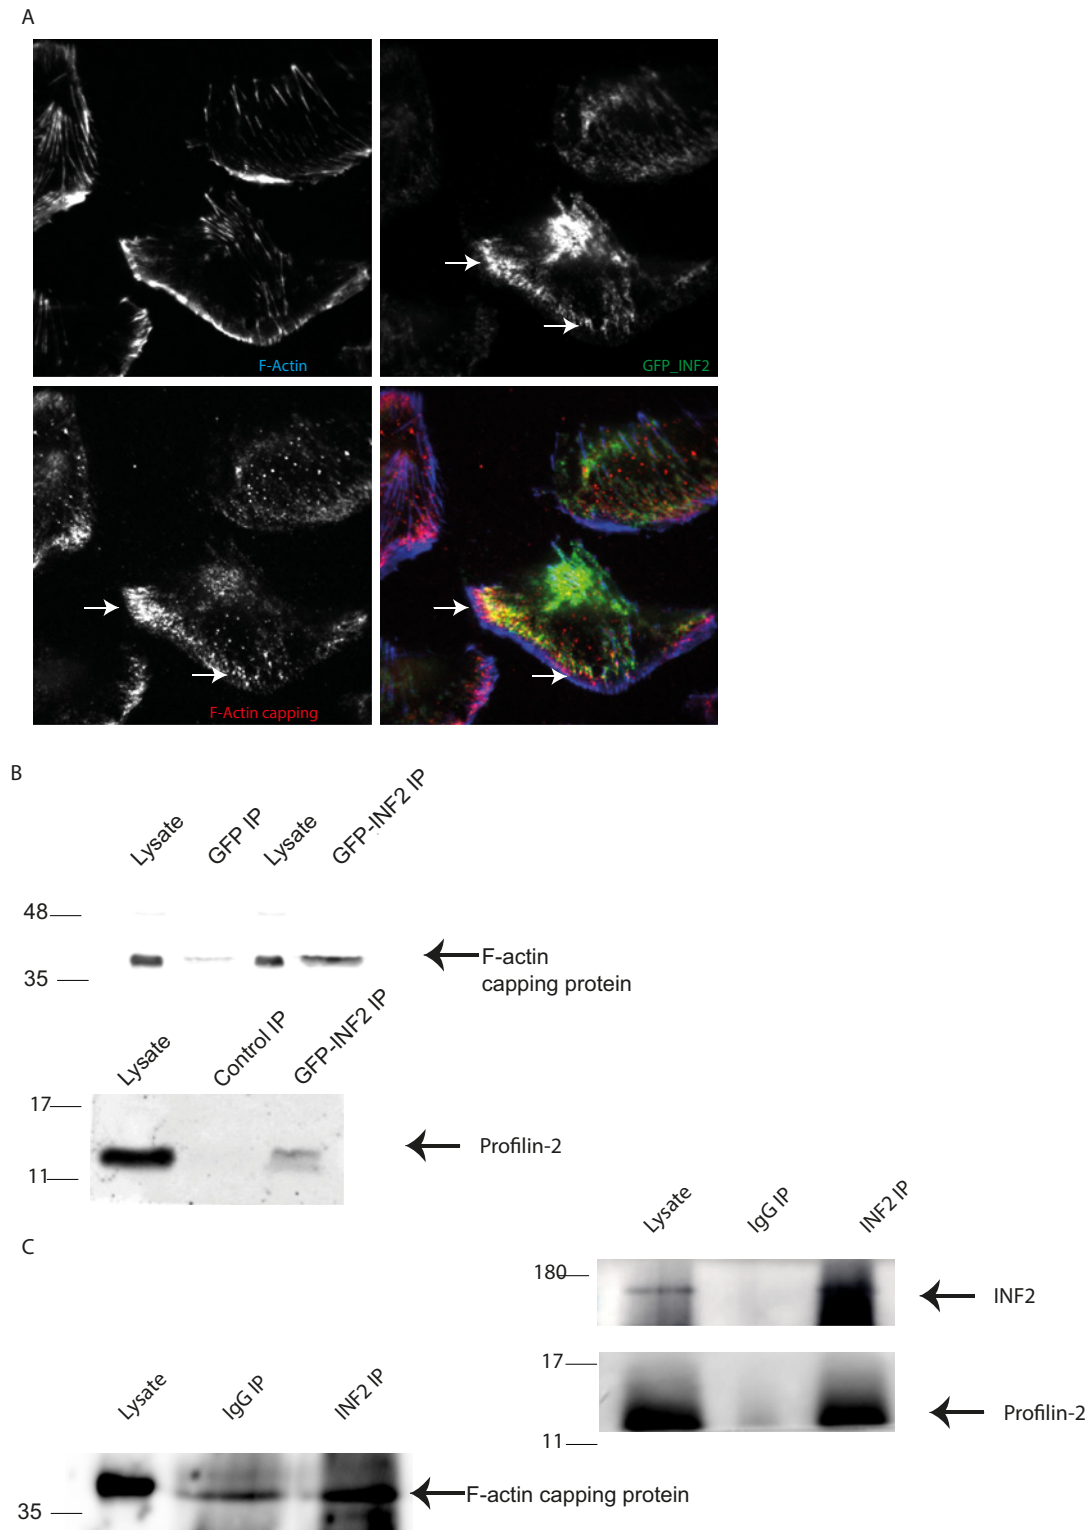 A
F-Actin
GFP_INF2
F-Actin capping
B
Lysate
GFP IP
Lysate
GFP-INF2 IP
48
35
F-actin
capping protein
Lysate
Control IP
GFP-INF2 IP
17
11
Profilin-2
C
Lysate
IgG IP
INF2 IP
180
INF2
17
11
Profilin-2
Lysate
IgG IP
INF2 IP
35
F-actin capping protein